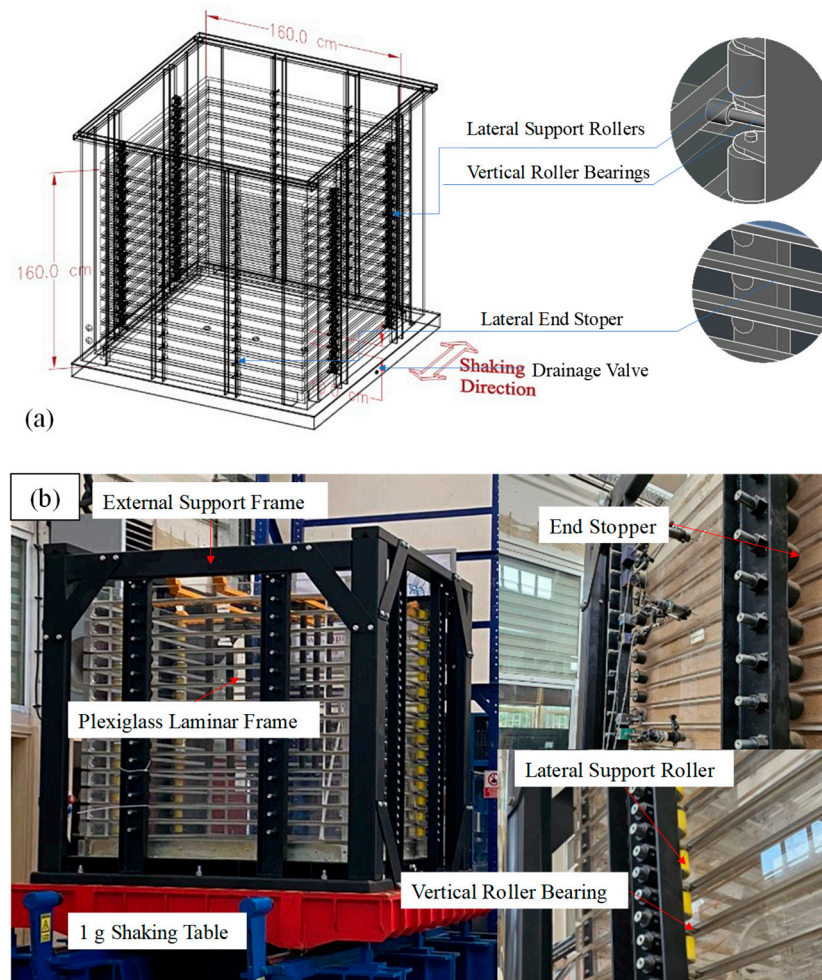 160.0 cm
Lateral Support Rollers
Vertical Roller Bearings
160.0 cm
Lateral End Stoper
Shaking
Direction
Drainage Valve
cm
(a)
(b)
External Support Frame
End Stopper
Plexiglass Laminar Frame
Lateral Support Roller
Vertical Roller Bearing
1 g Shaking Table